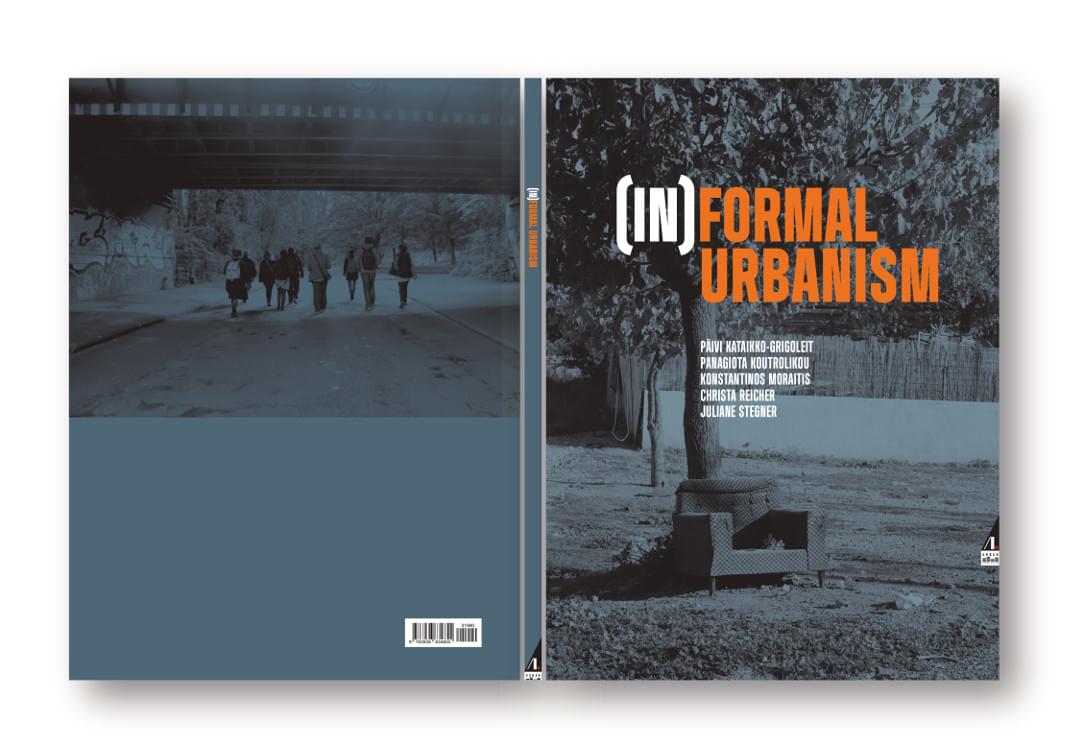 (IN)FORMAL URBANISM
(IN)FORMAL
URBANISM
PÄIVI KATAIKKO-GRIGOLEIT
PANAGIOTA KOUTROLIKOU
KONSTANTINOS MORAITIS
CHRISTA REICHER
JULIANE STEGNER